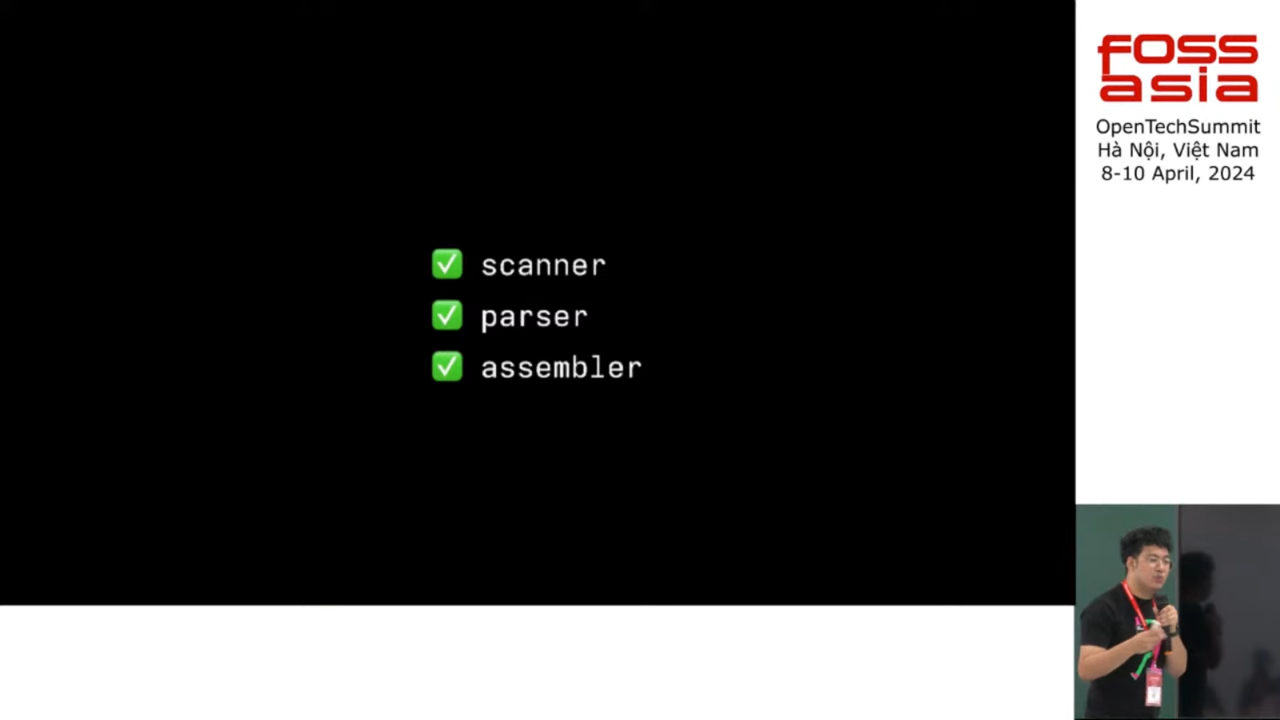 ✅ scanner
✅ parser
✅ assembler
foss
asia
OpenTechSummit
Hà Nội, Việt Nam
8-10 April, 2024